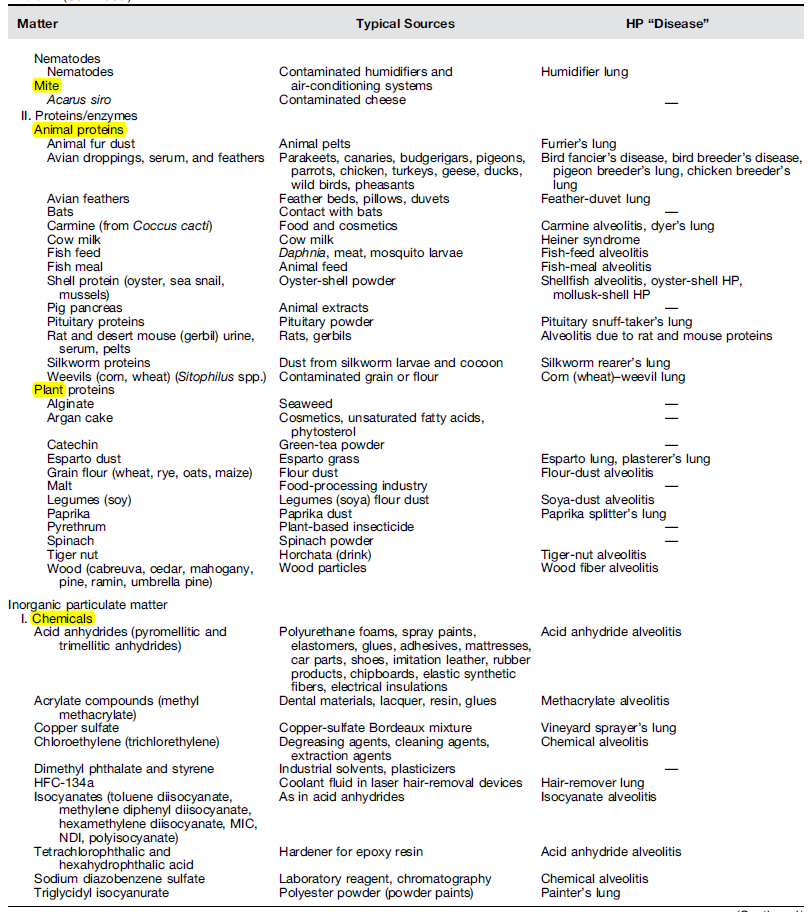 Matter Typical Sources HP “Disease”
Nematodes
Nematodes Contaminated humidifiers and Humidifier lung
air-conditioning systems
Mite
Acarus siro Contaminated cheese —
II. Proteins/enzymes
Animal proteins
Animal fur dust Animal pelts Furrier’s lung
Avian droppings, serum, and feathers Parakeets, canaries, budgerigars, pigeons, Bird fancier’s disease, bird breeder’s disease,
parrots, chicken, turkeys, geese, ducks, pigeon breeder’s lung, chicken breeder’s
wild birds, pheasants lung
Avian feathers Feather beds, pillows, duvets Feather-duvet lung
Bats Contact with bats —
Carmine (from Coccus cacti) Food and cosmetics Carmine alveolitis, dyer’s lung
Cow milk Cow milk Heiner syndrome
Fish feed Daphnia, meat, mosquito larvae Fish-feed alveolitis
Fish meal Animal feed Fish-meal alveolitis
Shell protein (oyster, sea snail, Oyster-shell powder Shellfish alveolitis, oyster-shell HP,
mussels) mollusk-shell HP
Pig pancreas Animal extracts —
Pituitary proteins Pituitary powder Pituitary snuff-taker’s lung
Rat and desert mouse (gerbil) urine, Rats, gerbils Alveolitis due to rat and mouse proteins
serum, pelts
Silkworm proteins Dust from silkworm larvae and cocoon Silkworm rearer’s lung
Weevils (corn, wheat) (Sitophilus spp.) Contaminated grain or flour Corn (wheat)–weevil lung
Plant proteins
Alginate Seaweed —
Argan cake Cosmetics, unsaturated fatty acids, —
phytosterol
Catechin Green-tea powder —
Esparto dust Esparto grass Esparto lung, plasterer’s lung
Grain flour (wheat, rye, oats, maize) Flour dust Flour-dust alveolitis
Malt Food-processing industry —
Legumes (soy) Legumes (soya) flour dust Soya-dust alveolitis
Paprika Paprika dust Paprika splitter’s lung
Pyrethrum Plant-based insecticide —
Spinach Spinach powder —
Tiger nut Horchata (drink) Tiger-nut alveolitis
Wood (cabreuva, cedar, mahogany, Wood particles Wood fiber alveolitis
pine, ramin, umbrella pine)
Inorganic particulate matter
I. Chemicals
Acid anhydrides (pyromellitic and Polyurethane foams, spray paints, Acid anhydride alveolitis
trimellitic anhydrides) elastomers, glues, adhesives, mattresses,
car parts, shoes, imitation leather, rubber
products, chipboards, elastic synthetic
fibers, electrical insulations
Acrylate compounds (methyl Dental materials, lacquer, resin, glues Methacrylate alveolitis
methacrylate)
Copper sulfate Copper-sulfate Bordeaux mixture Vineyard sprayer’s lung
Chloroethylene (trichlorethylene) Degreasing agents, cleaning agents, Chemical alveolitis
extraction agents
Dimethyl phthalate and styrene Industrial solvents, plasticizers —
HFC-134a Coolant fluid in laser hair-removal devices Hair-remover lung
Isocyanates (toluene diisocyanate, As in acid anhydrides Isocyanate alveolitis
methylene diphenyl diisocyanate,
hexamethylene diisocyanate, MIC,
NDI, polyisocyanate)
Tetrachlorophthalic and Hardener for epoxy resin Acid anhydride alveolitis
hexahydrophthalic acid
Sodium diazobenzene sulfate Laboratory reagent, chromatography Chemical alveolitis
Triglycidyl isocyanurate Polyester powder (powder paints) Painter’s lung